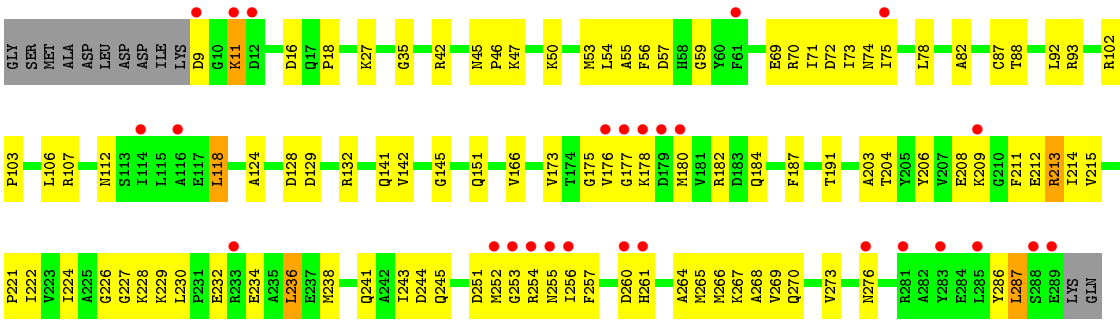 GLY SER MET ALA ASP LEU ASP ASP ILE LYS D9 G10 K11 D12 D16 Q17 P18 K27 G35 R42 N45 P46 K47 K50 M53 L54 A55 F56 D57 H58 G59 Y60 F61 E69 R70 I71 D72 I73 N74 I75 L78 A82 C87 T88 L92 R93 R102
P103 L106 R107 N112 S113 I114 L115 A116 E117 L118 A124 D128 D129 R132 Q141 V142 G145 Q151 V166 V173 T174 G175 V176 G177 K178 D179 M180 V181 R182 D183 Q184 F187 T191 A203 T204 Y205 Y206 V207 E208 K209 G210 F211 E212 R213 I214 V215
P221 I222 V223 I224 A225 G226 G227 K228 K229 L230 P231 E232 R233 E234 A235 L236 E237 M238 Q241 A242 I243 D244 Q245 D251 M252 G253 R254 N255 I256 F257 D260 H261 A264 M265 M266 K267 A268 V269 Q270 V273 N276 R281 A282 Y283 E284 L285 Y286 L287 S288 E289 LYS GLN